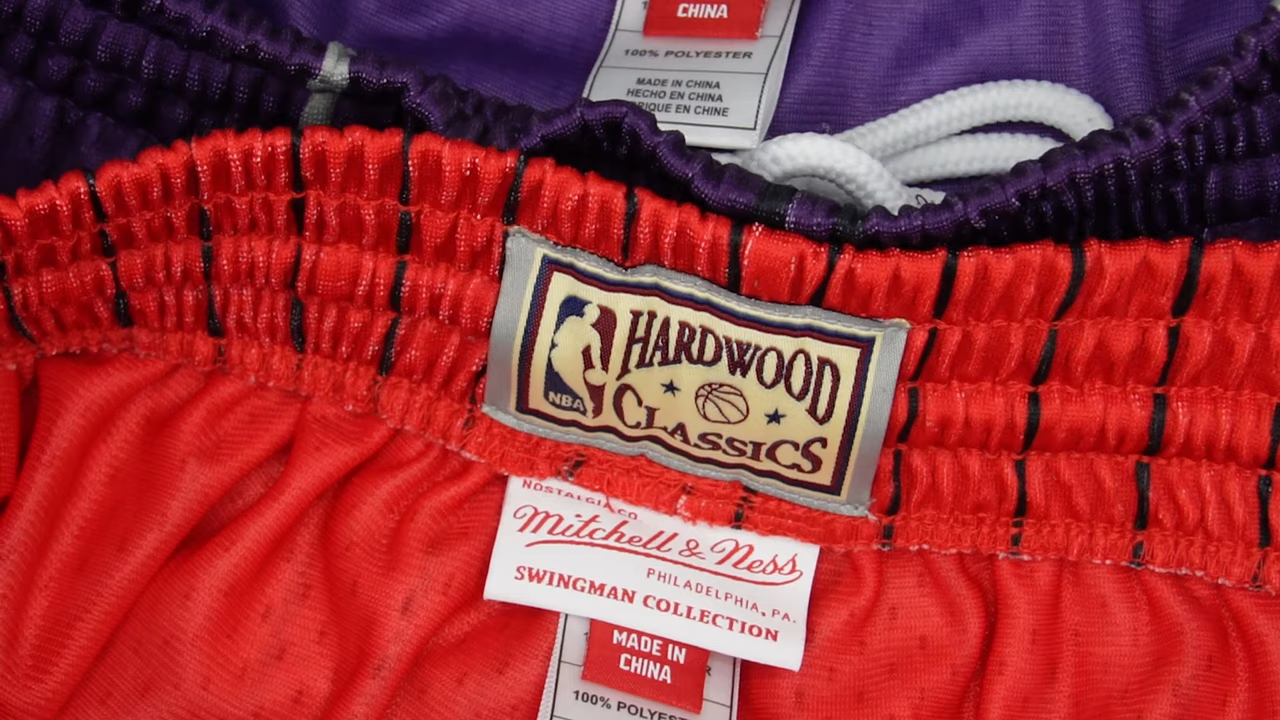 CHINA
100% POLYESTER
MADE IN CHINA
HECHO EN CHINA
RIQUE EN CHINE
HARDWOOD
NBA
CLASSICS
NOSTALGIA CO
Mitchell & Ness
PHILADELPHIA, PA.
SWINGMAN COLLECTION
MADE IN
CHINA
R
100% POLYEST